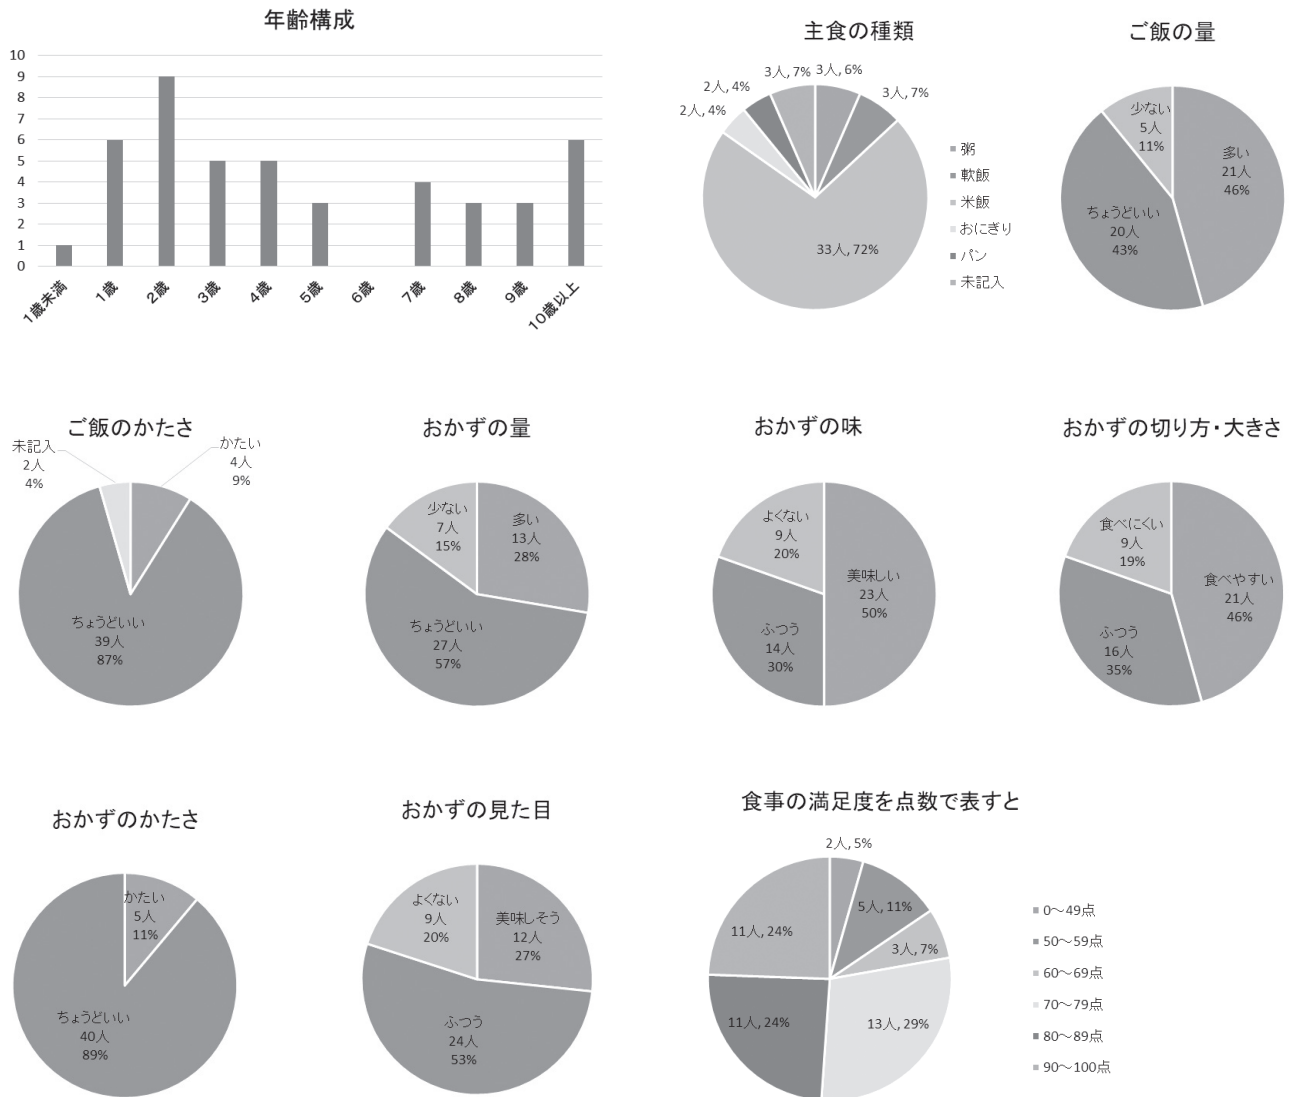 年齢構成
10
9
8
7
6
5
4
3
2
1
0
1歳未満
1歳
2歳
3歳
4歳
5歳
6歳
7歳
8歳
9歳
10歳以上
主食の種類
3人, 6%
3人, 7%
33人, 72%
2人, 4%
2人, 4%
3人, 7%
粥
軟飯
米飯
おにぎり
パン
未記入
ご飯の量
少ない
5人
11%
多い
21人
46%
ちょうどいい
20人
43%
ご飯のかたさ
未記入
2人
4%
かたい
4人
9%
ちょうどいい
39人
87%
おかずの量
少ない
7人
15%
多い
13人
28%
ちょうどいい
27人
57%
おかずの味
よくない
9人
20%
美味しい
23人
50%
ふつう
14人
30%
おかずの切り方・大きさ
食べにくい
9人
19%
食べやすい
21人
46%
ふつう
16人
35%
おかずのかたさ
かたい
5人
11%
ちょうどいい
40人
89%
おかずの見た目
よくない
9人
20%
美味しそう
12人
27%
ふつう
24人
53%
食事の満足度を点数で表すと
2人, 5%
5人, 11%
3人, 7%
13人, 29%
11人, 24%
11人, 24%
0～49点
50～59点
60～69点
70～79点
80～89点
90～100点